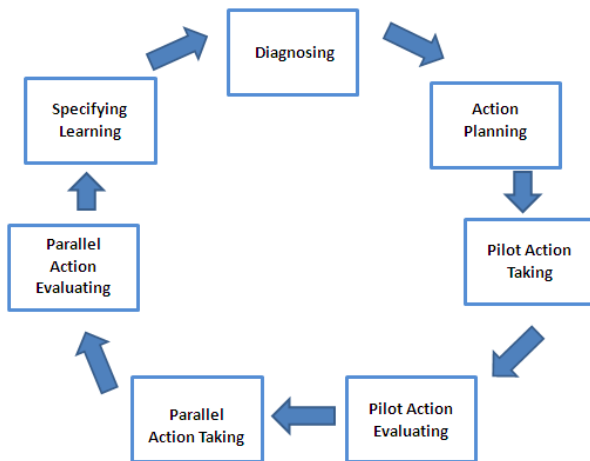 Diagnosing
Action
Planning
Pilot Action
Taking
Pilot Action
Evaluating
Parallel
Action Taking
Parallel
Action
Evaluating
Specifying
Learning